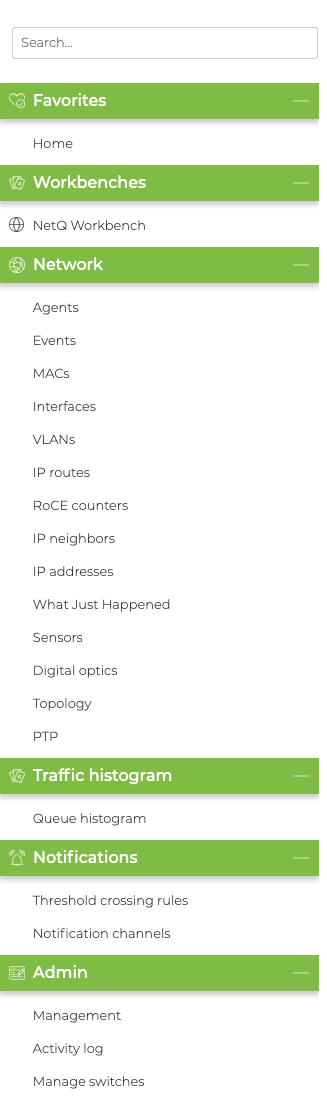 Search...
Favorites
Home
Workbenches
NetQ Workbench
Network
Agents
Events
MACs
Interfaces
VLANs
IP routes
RoCE counters
IP neighbors
IP addresses
What Just Happened
Sensors
Digital optics
Topology
PTP
Traffic histogram
Queue histogram
Notifications
Threshold crossing rules
Notification channels
Admin
Management
Activity log
Manage switches